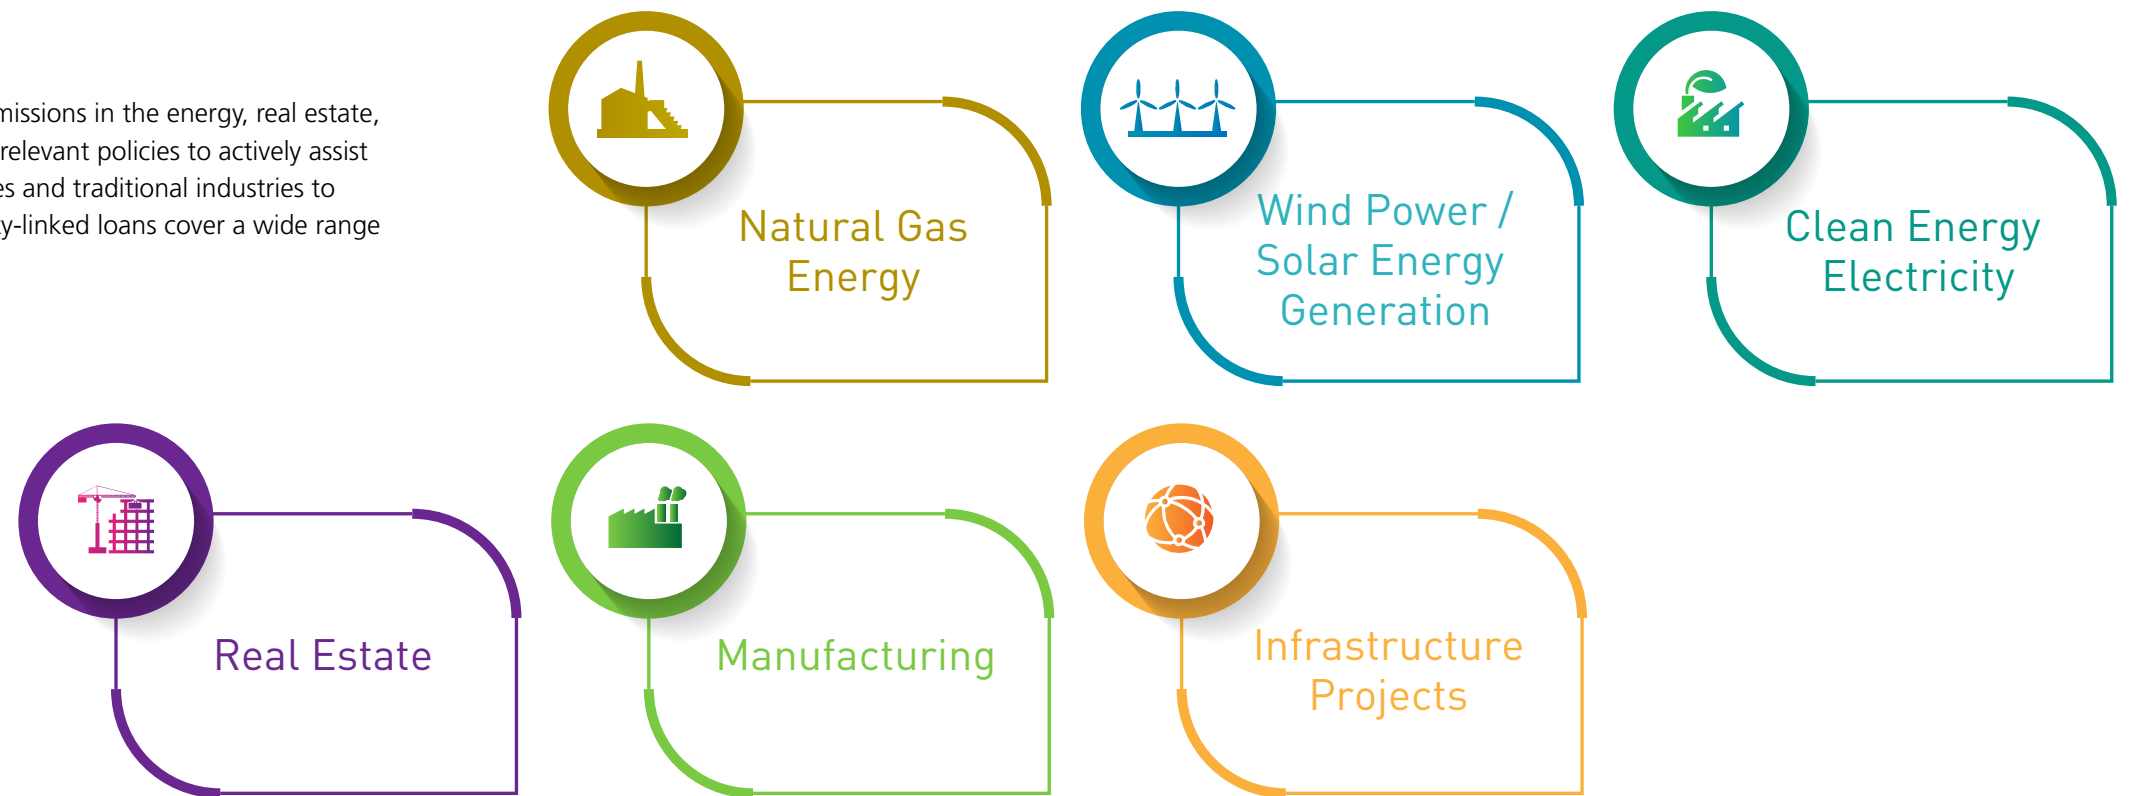 missions in the energy, real estate,
relevant policies to actively assist
es and traditional industries to
y-linked loans cover a wide range
Natural Gas
Energy
Wind Power /
Solar Energy
Generation
Clean Energy
Electricity
Real Estate
Manufacturing
Infrastructure
Projects